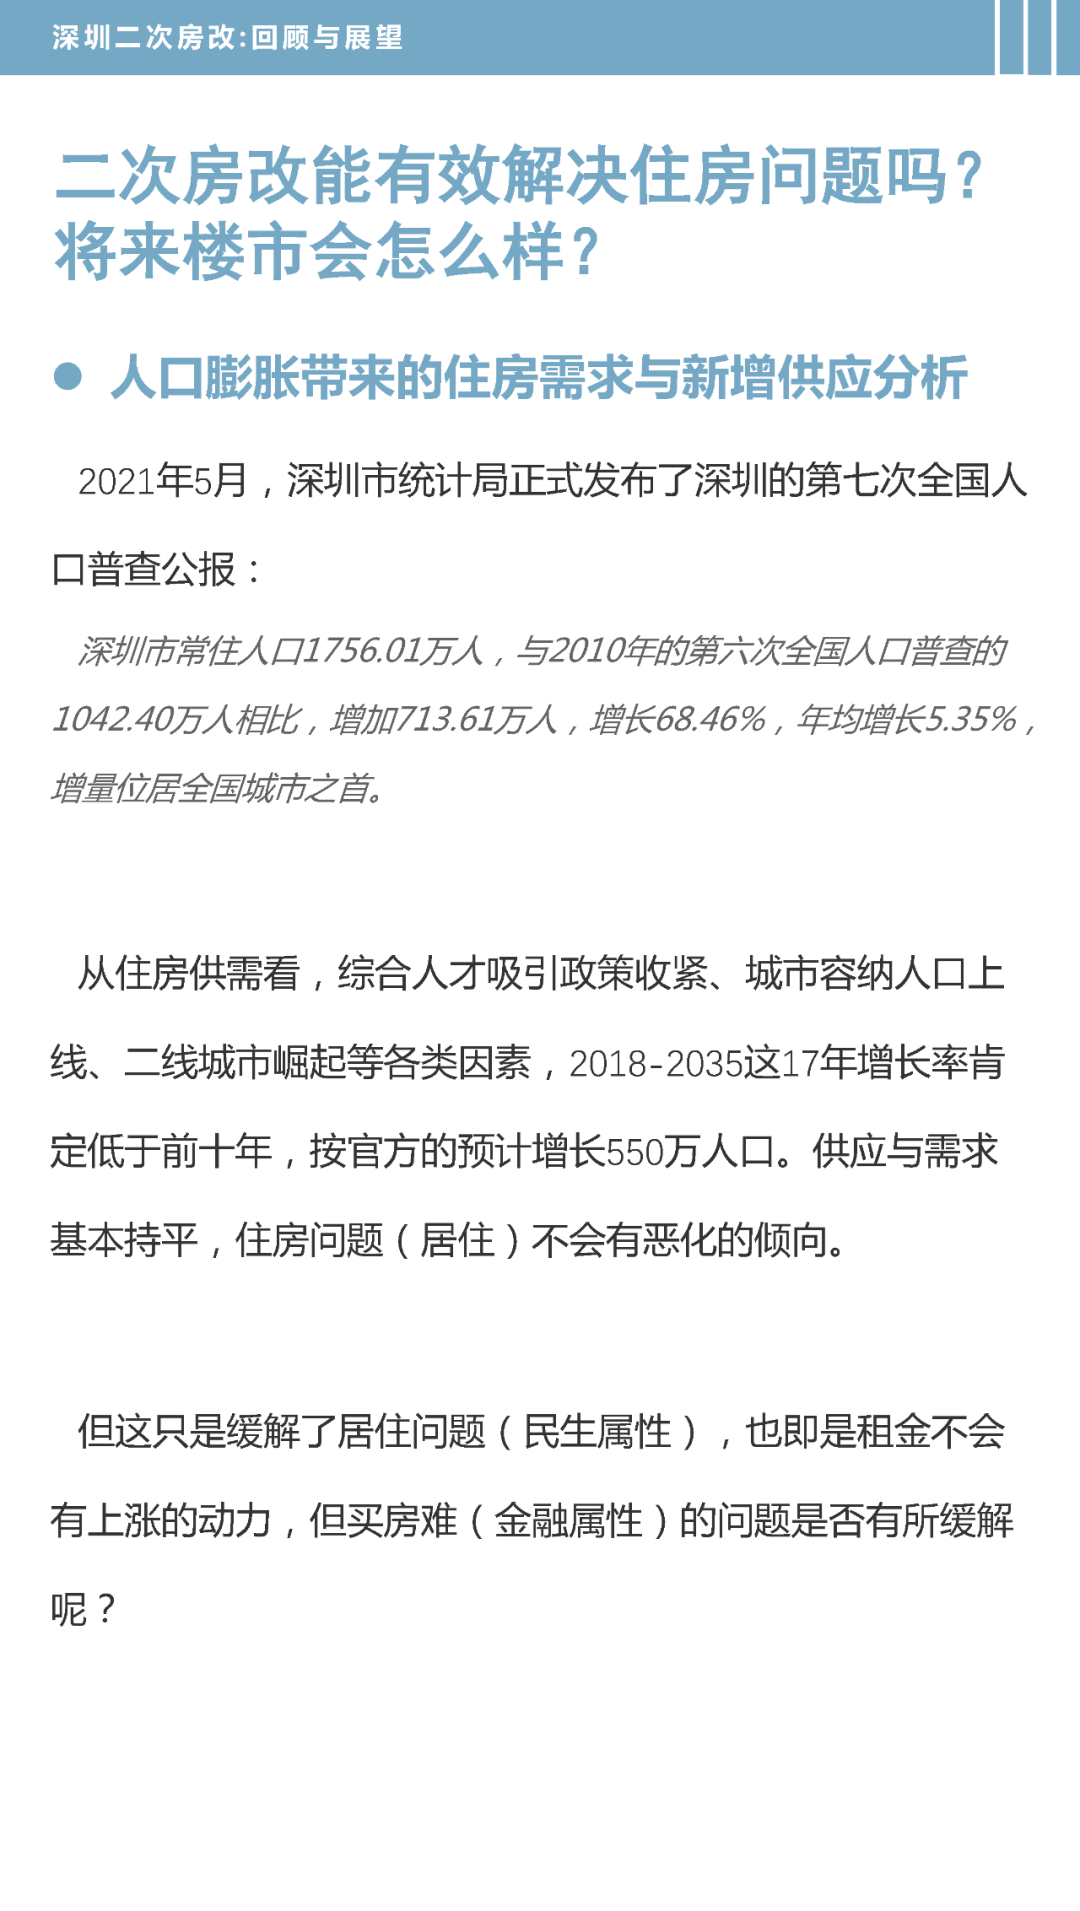 深圳二次房改:回顾与展望
二次房改能有效解决住房问题吗?
将来楼市会怎么样?
● 人口膨胀带来的住房需求与新增供应分析
2021年5月，深圳市统计局正式发布了深圳的第七次全国人
口普查公报：
深圳市常住人口1756.01万人，与2010年的第六次全国人口普查的
1042.40万人相比，增加713.61万人，增长68.46%，年均增长5.35%，
增量位居全国城市之首。
从住房供需看，综合人才吸引政策收紧、城市容纳人口上
线、二线城市崛起等各类因素，2018-2035这17年增长率肯
定低于前十年，按官方的预计增长550万人口。供应与需求
基本持平，住房问题（居住）不会有恶化的倾向。
但这只是缓解了居住问题（民生属性），也即是租金不会
有上涨的动力，但买房难（金融属性）的问题是否有所缓解
呢？